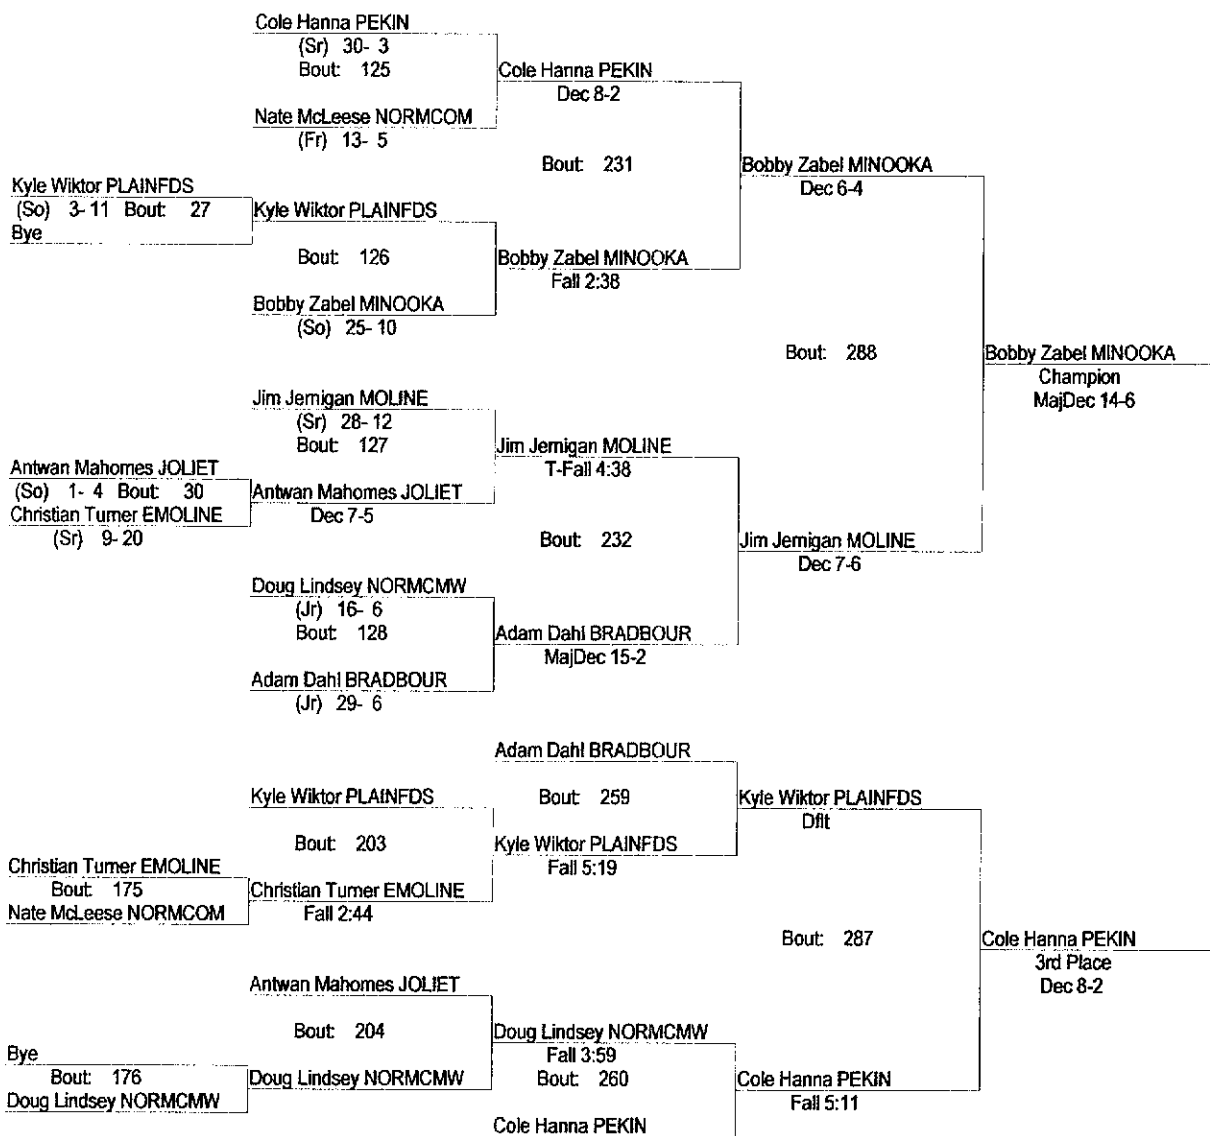 Cole Hanna PEKIN
(Sr) 30- 3
Bout: 125
Cole Hanna PEKIN
Dec 8-2
Nate McLeese NORMCOM
(Fr) 13- 5
Bout: 231
Bobby Zabel MINOOKA
Dec 6-4
Kyle Wiktor PLAINFDS
(So) 3- 11 Bout: 27
Bye
Kyle Wiktor PLAINFDS
Bout: 126
Bobby Zabel MINOOKA
Fall 2:38
Bobby Zabel MINOOKA
(So) 25- 10
Bout: 288
Bobby Zabel MINOOKA
Champion
MajDec 14-6
Jim Jernigan MOLINE
(Sr) 28- 12
Bout: 127
Jim Jernigan MOLINE
T-Fall 4:38
Antwan Mahomes JOLIET
(So) 1- 4 Bout: 30
Christian Turner EMOLINE
(Sr) 9- 20
Antwan Mahomes JOLIET
Dec 7-5
Bout: 232
Jim Jernigan MOLINE
Dec 7-6
Doug Lindsey NORMCMW
(Jr) 16- 6
Bout: 128
Adam Dahl BRADBOUR
MajDec 15-2
Adam Dahl BRADBOUR
(Jr) 29- 6
Adam Dahl BRADBOUR
Kyle Wiktor PLAINFDS
Bout: 259
Kyle Wiktor PLAINFDS
Dflt
Bout: 203
Kyle Wiktor PLAINFDS
Fall 5:19
Christian Turner EMOLINE
Bout: 175
Nate McLeese NORMCOM
Christian Turner EMOLINE
Fall 2:44
Bout: 287
Cole Hanna PEKIN
3rd Place
Dec 8-2
Antwan Mahomes JOLIET
Bout: 204
Doug Lindsey NORMCMW
Fall 3:59
Bye
Bout: 176
Doug Lindsey NORMCMW
Doug Lindsey NORMCMW
Bout: 260
Cole Hanna PEKIN
Fall 5:11
Cole Hanna PEKIN